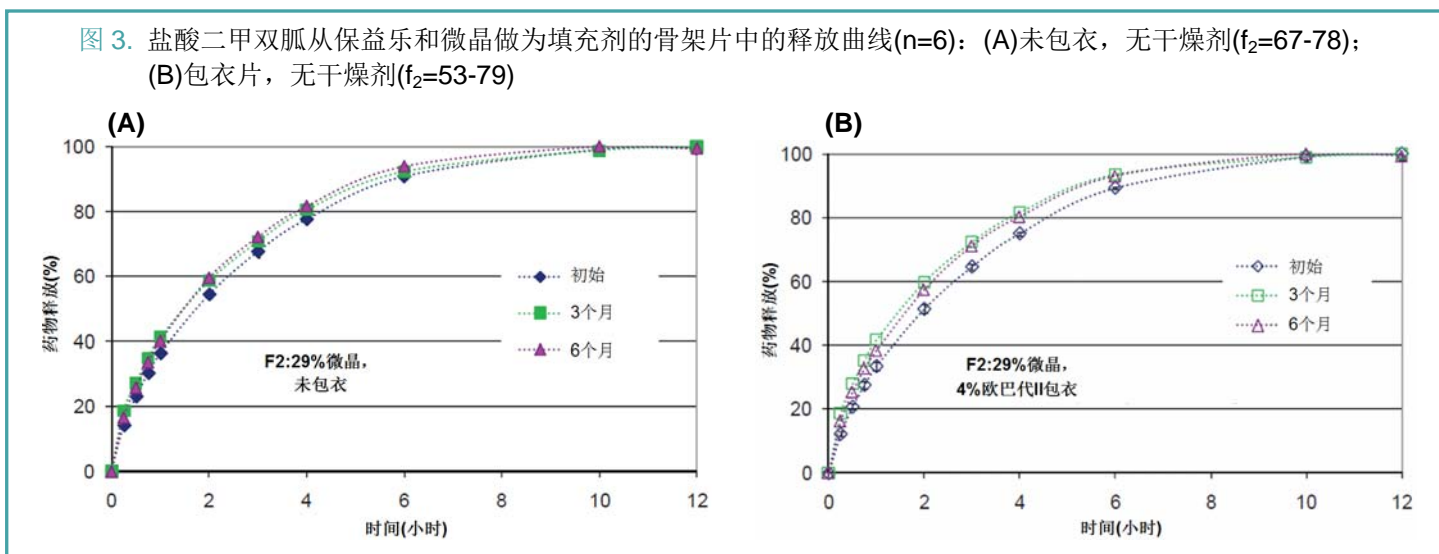 图 3. 盐酸二甲双胍从保益乐和微晶做为填充剂的骨架片中的释放曲线(n=6)：(A)未包衣，无干燥剂(f₂=67-78)；
(B)包衣片，无干燥剂(f₂=53-79)
(A)
100
80
60
40
20
0
药物释放(%)
初始
3个月
6个月
F2:29%微晶，
未包衣
0 2 4 6 8 10 12
时间(小时)
(B)
100
80
60
40
20
0
药物释放(%)
初始
3个月
6个月
F2:29%微晶，
4%欧巴代II包衣
0 2 4 6 8 10 12
时间(小时)